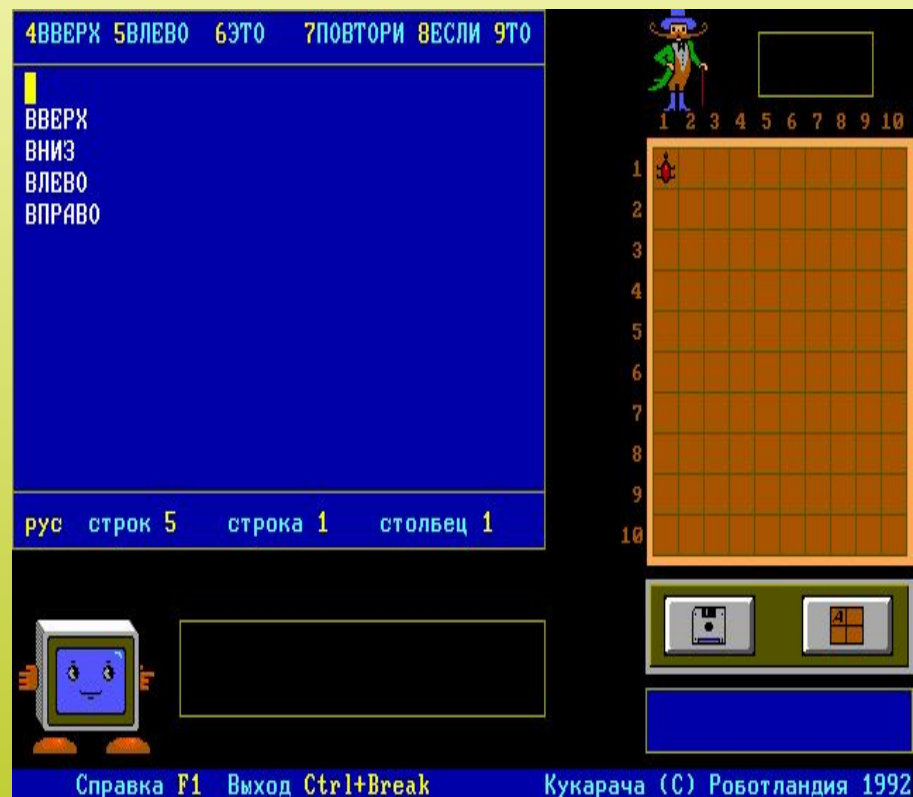 4ВВЕРХ 5ВЛЕВО 6ЭТО 7ПОВТОРИ 8ЕСЛИ 9ТО
ВВЕРХ
ВНИЗ
ВЛЕВО
ВПРАВО
рус строк 5 строка 1 столбец 1
1 2 3 4 5 6 7 8 9 10
1
2
3
4
5
6
7
8
9
10
А
Справка F1 Выход Ctrl+Break Кукарача (C) Роботландия 1992